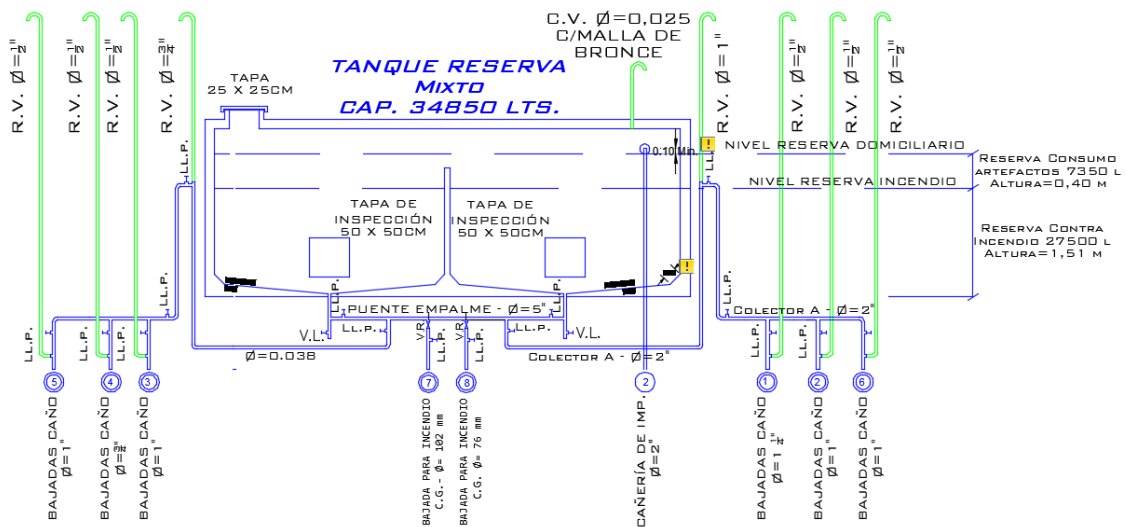 C.V. Ø=0,025
C/MALLA DE
BRONCE
TANQUE RESERVA
MIXTO
CAP. 34850 LTS.
TAPA
25 X 25CM
R.V. Ø=1/2"
R.V. Ø=1/2"
R.V. Ø=1/2"
R.V. Ø=3/4"
R.V. Ø=1"
R.V. Ø=1/2"
R.V. Ø=1/2"
R.V. Ø=1/2"
LL.P.
LL.P.
0.10 Min.
!
NIVEL RESERVA DOMICILIARIO
NIVEL RESERVA INCENDIO
RESERVA CONSUMO
ARTEFACTOS 7350 L
ALTURA=0,40 M
RESERVA CONTRA
INCENDIO 27500 L
ALTURA=1,51 M
TAPA DE
INSPECCIÓN
50 X 50CM
TAPA DE
INSPECCIÓN
50 X 50CM
!
LL.P.
LL.P.
LL.P.
LL.P.
PUENTE EMPALME - Ø=5"
COLECTOR A - Ø=2"
LL.P.
LL.P.
LL.P.
V.L.
LL.P.
V.R.
LL.P.
V.R.
LL.P.
LL.P.
V.L.
LL.P.
LL.P.
LL.P.
Ø=0.038
COLECTOR A - Ø=2"
5
4
3
7
8
2
1
2
6
BAJADAS CAÑO
Ø=1"
BAJADAS CAÑO
Ø=3/4"
BAJADAS CAÑO
Ø=1"
BAJADA PARA INCENDIO
C.G.- Ø= 102 mm
BAJADA PARA INCENDIO
C.G. Ø= 76 mm
CAÑERÍA DE IMP.
Ø=2"
BAJADAS CAÑO
Ø=1 1/2"
BAJADAS CAÑO
Ø=1"
BAJADAS CAÑO
Ø=1"